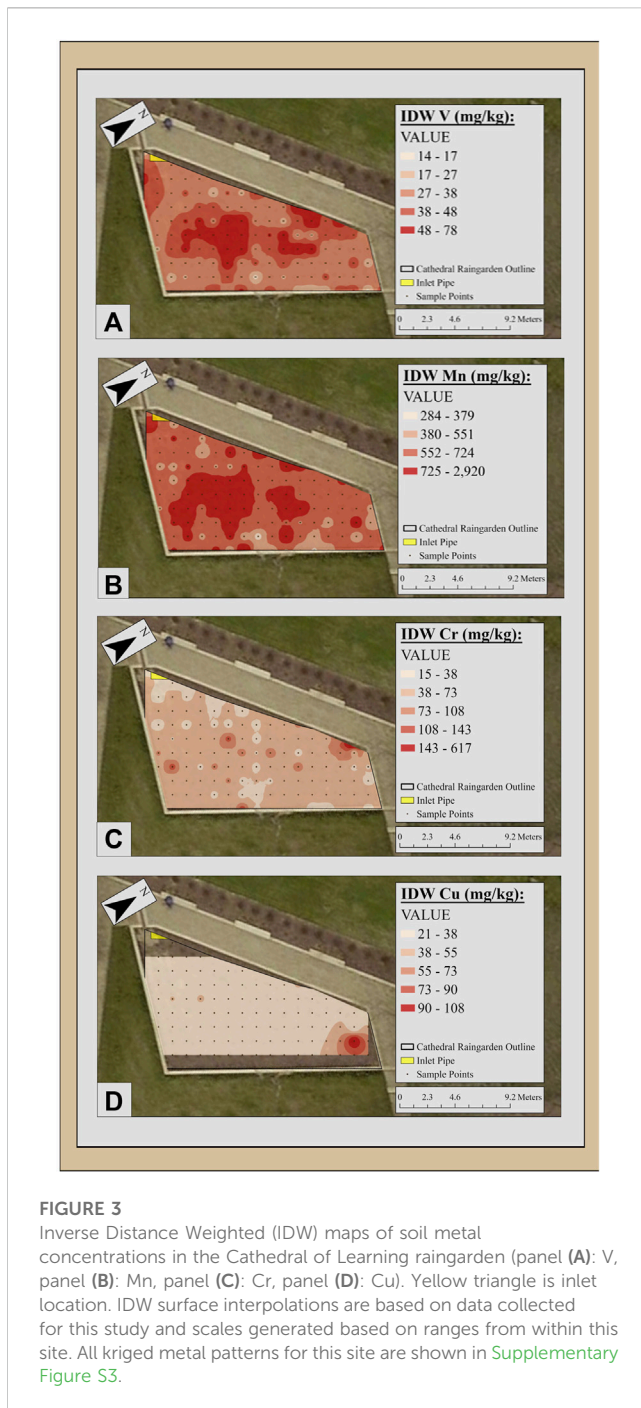 N
IDW V (mg/kg):
VALUE
14 - 17
17 - 27
27 - 38
38 - 48
48 - 78
Cathedral Raingarden Outline
Inlet Pipe
Sample Points
0 2.3 4.6 9.2 Meters
A
N
IDW Mn (mg/kg):
VALUE
284 - 379
380 - 551
552 - 724
725 - 2,920
Cathedral Raingarden Outline
Inlet Pipe
Sample Points
0 2.3 4.6 9.2 Meters
B
N
IDW Cr (mg/kg):
VALUE
15 - 38
38 - 73
73 - 108
108 - 143
143 - 617
Cathedral Raingarden Outline
Inlet Pipe
Sample Points
0 2.3 4.6 9.2 Meters
C
N
IDW Cu (mg/kg):
VALUE
21 - 38
38 - 55
55 - 73
73 - 90
90 - 108
Cathedral Raingarden Outline
Inlet Pipe
Sample Points
0 2.3 4.6 9.2 Meters
D
FIGURE 3
Inverse Distance Weighted (IDW) maps of soil metal
concentrations in the Cathedral of Learning raingarden (panel (A): V,
panel (B): Mn, panel (C): Cr, panel (D): Cu). Yellow triangle is inlet
location. IDW surface interpolations are based on data collected
for this study and scales generated based on ranges from within this
site. All kriged metal patterns for this site are shown in Supplementary
Figure S3.